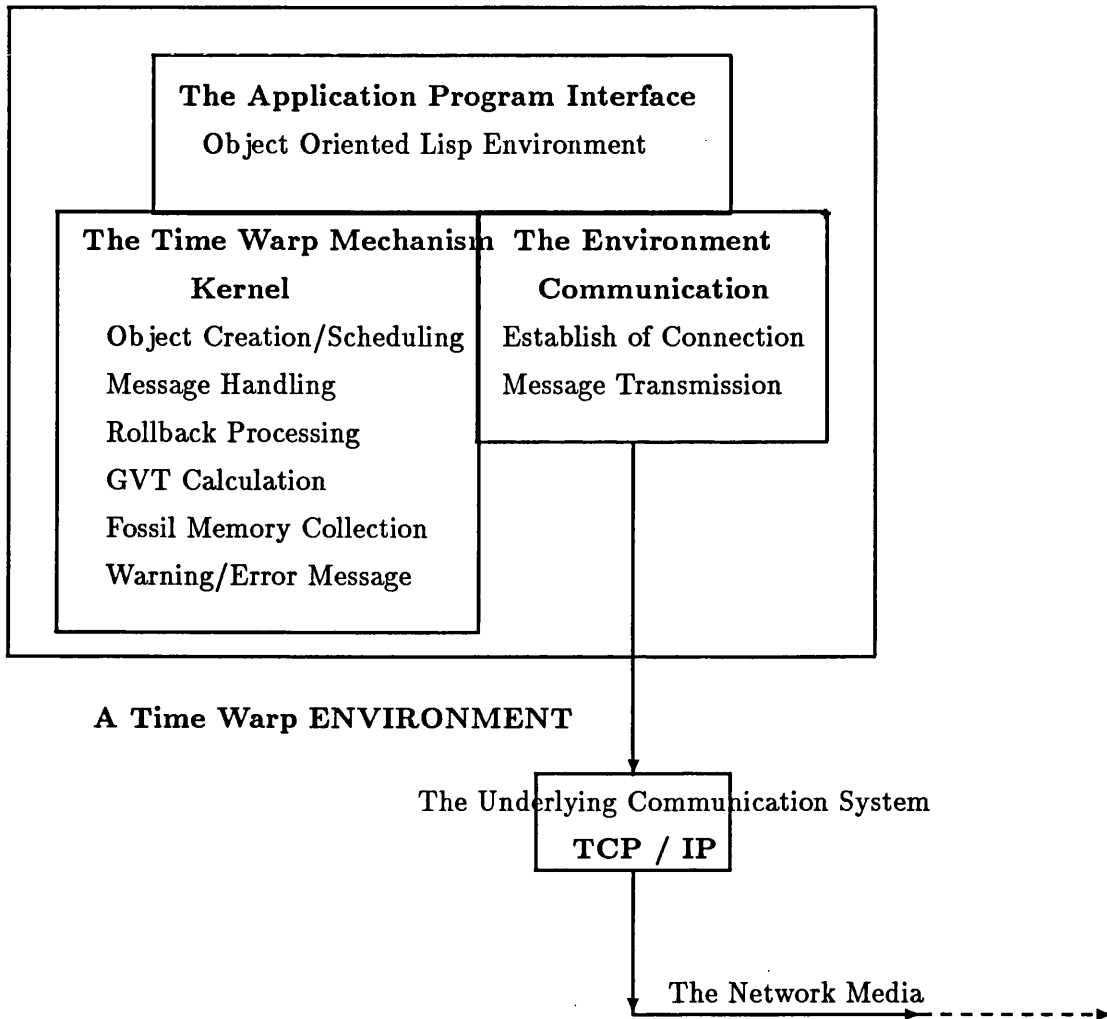 The Application Program Interface
Object Oriented Lisp Environment
The Time Warp Mechanism
Kernel
Object Creation/Scheduling
Message Handling
Rollback Processing
GVT Calculation
Fossil Memory Collection
Warning/Error Message
The Environment
Communication
Establish of Connection
Message Transmission
A Time Warp ENVIRONMENT
The Underlying Communication System
TCP / IP
The Network Media